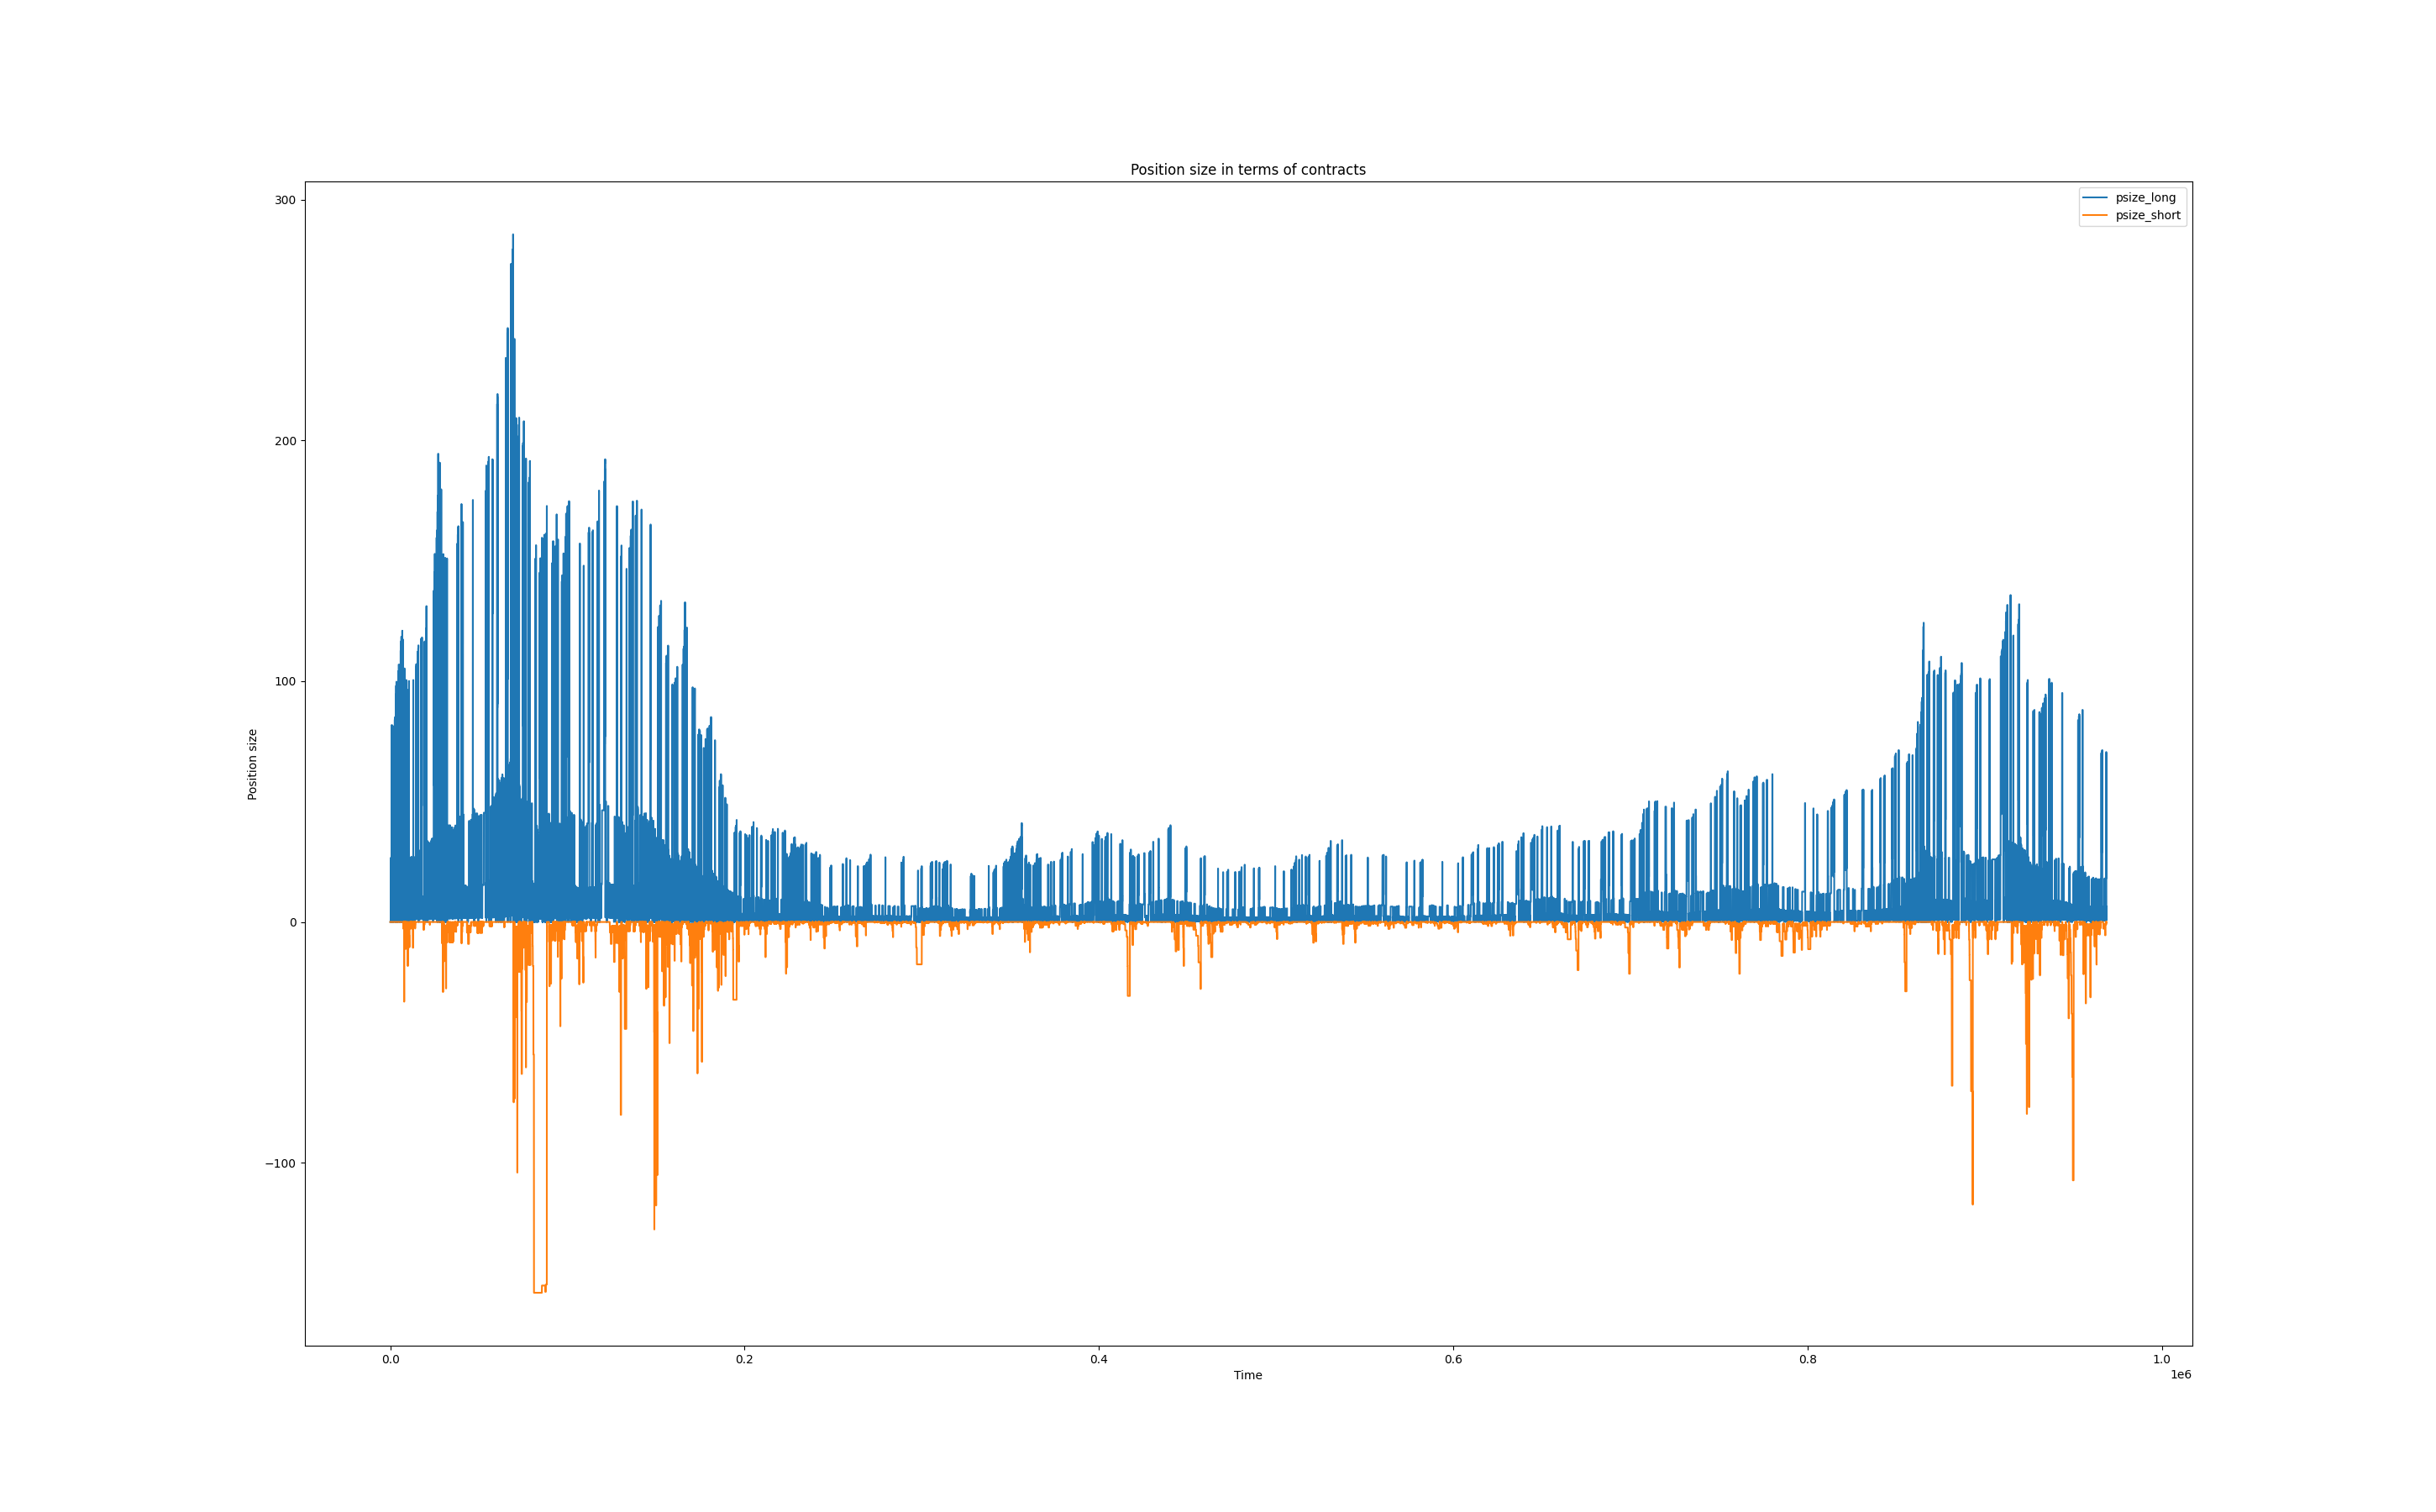 Position size in terms of contracts
psize_long
psize_short
300
200
100
0
−100
Position size
0.0
0.2
0.4
0.6
0.8
1.0
1e6
Time